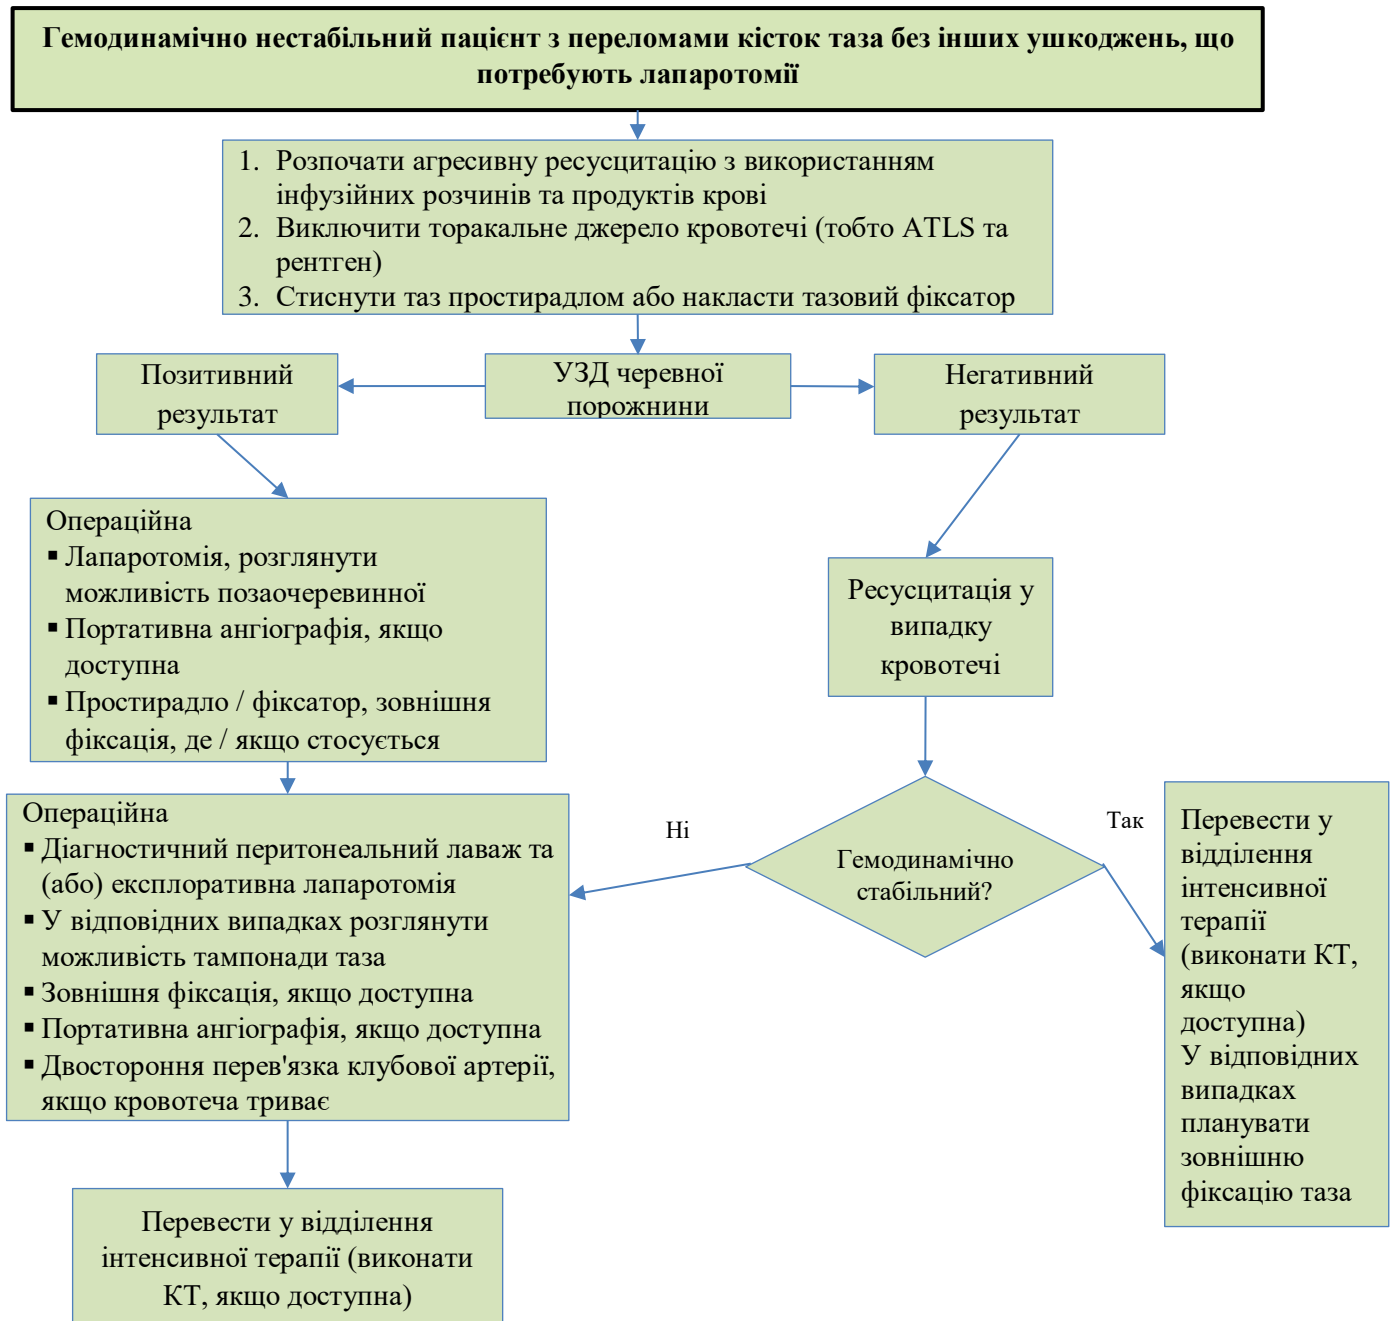 Гемодинамічно нестабільний пацієнт з переломами кісток таза без інших ушкоджень, що
потребують лапаротомії
1. Розпочати агресивну ресусцитацію з використанням
інфузійних розчинів та продуктів крові
2. Виключити торакальне джерело кровотечі (тобто ATLS та
рентген)
3. Стиснути таз простирадлом або накласти тазовий фіксатор
Позитивний
результат
УЗД черевної
порожнини
Негативний
результат
Операційна
▪ Лапаротомія, розглянути
можливість позаочеревинної
▪ Портативна ангіографія, якщо
доступна
▪ Простирадло / фіксатор, зовнішня
фіксація, де / якщо стосується
Ресусцитація у
випадку
кровотечі
Операційна
▪ Діагностичний перитонеальний лаваж та
(або) експлоративна лапаротомія
▪ У відповідних випадках розглянути
можливість тампонади таза
▪ Зовнішня фіксація, якщо доступна
▪ Портативна ангіографія, якщо доступна
▪ Двостороння перев'язка клубової артерії,
якщо кровотеча триває
Ні
Гемодинамічно
стабільний?
Так
Перевести у
відділення
інтенсивної
терапії
(виконати КТ,
якщо
доступна)
У відповідних
випадках
планувати
зовнішню
фіксацію таза
Перевести у відділення
інтенсивної терапії (виконати
КТ, якщо доступна)